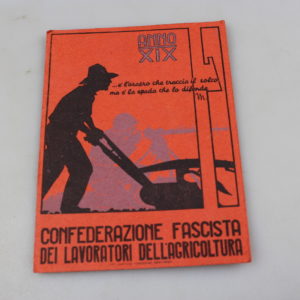 ANNO
XIX
...è l'aratro che traccia il solco
ma è la spada che lo difende
M
CONFEDERAZIONE FASCISTA
DEI LAVORATORI DELL'AGRICOLTURA